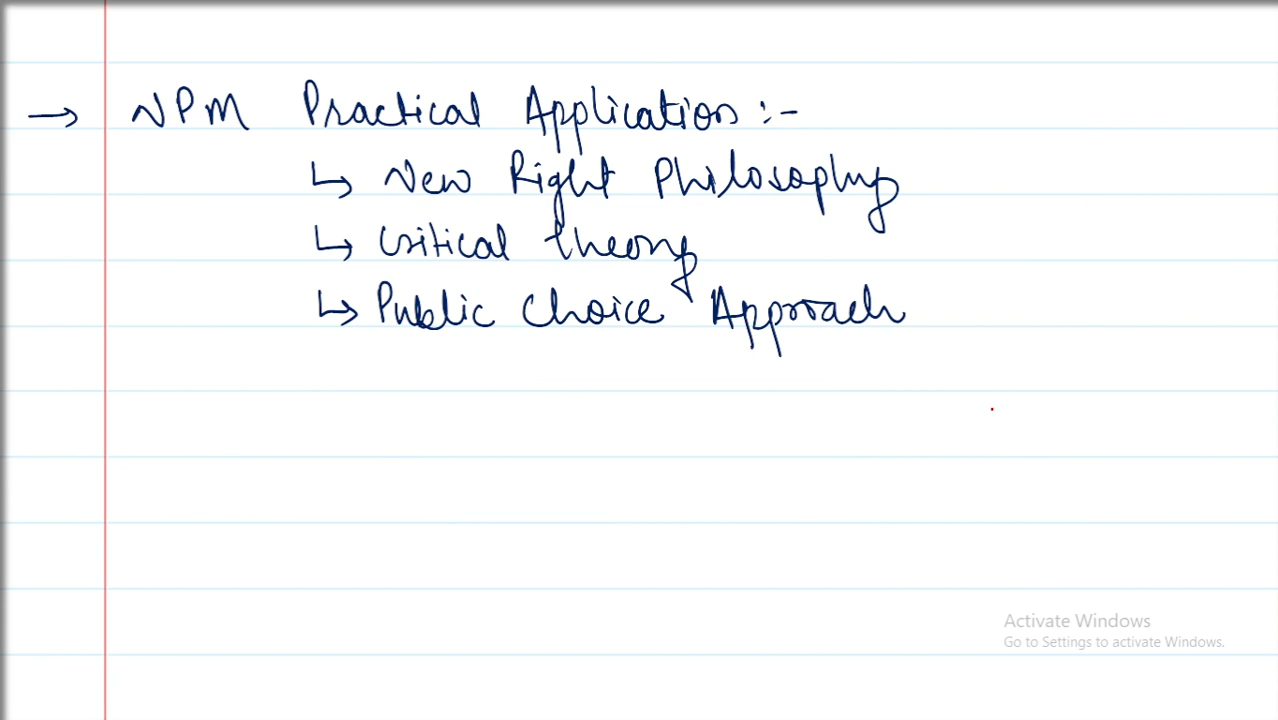 → NPM Practical Application :-
↳ New Right Philosophy
↳ Critical theory
↳ Public Choice Approach
Activate Windows
Go to Settings to activate Windows.